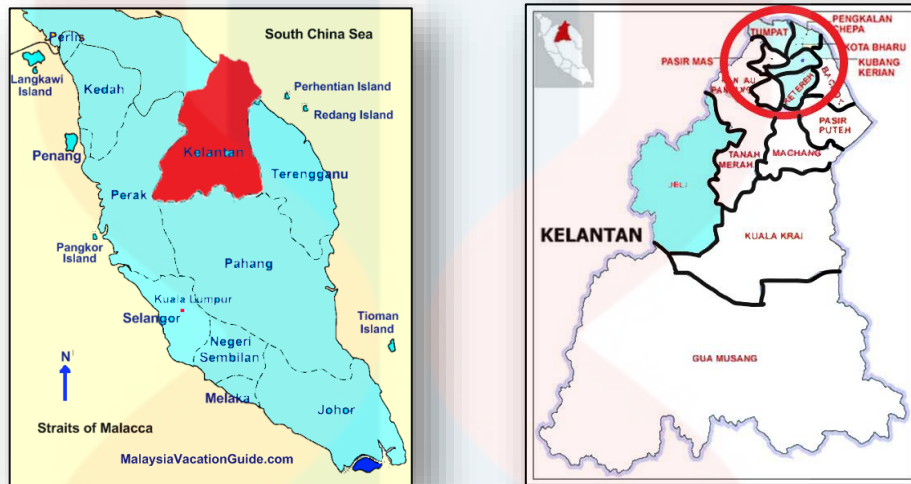 South China Sea
Perlis
Langkawi
Island
Kedah
Perhentian Island
Redang Island
Penang
Kelantan
Terengganu
Perak
Pangkor
Island
Pahang
Kuala Lumpur
Selangor
Tioman
Island
Negeri
Sembilan
N
Melaka
Johor
Straits of Malacca
MalaysiaVacationGuide.com
PENGKALAN
CHEPA
TUMPAT
KOTA BHARU
PASIR MAS
KUBANG
KERIAN
KETEREH
PASIR
PUTEH
TANAH
MERAH
MACHANG
JELI
KELANTAN
KUALA KRAI
GUA MUSANG